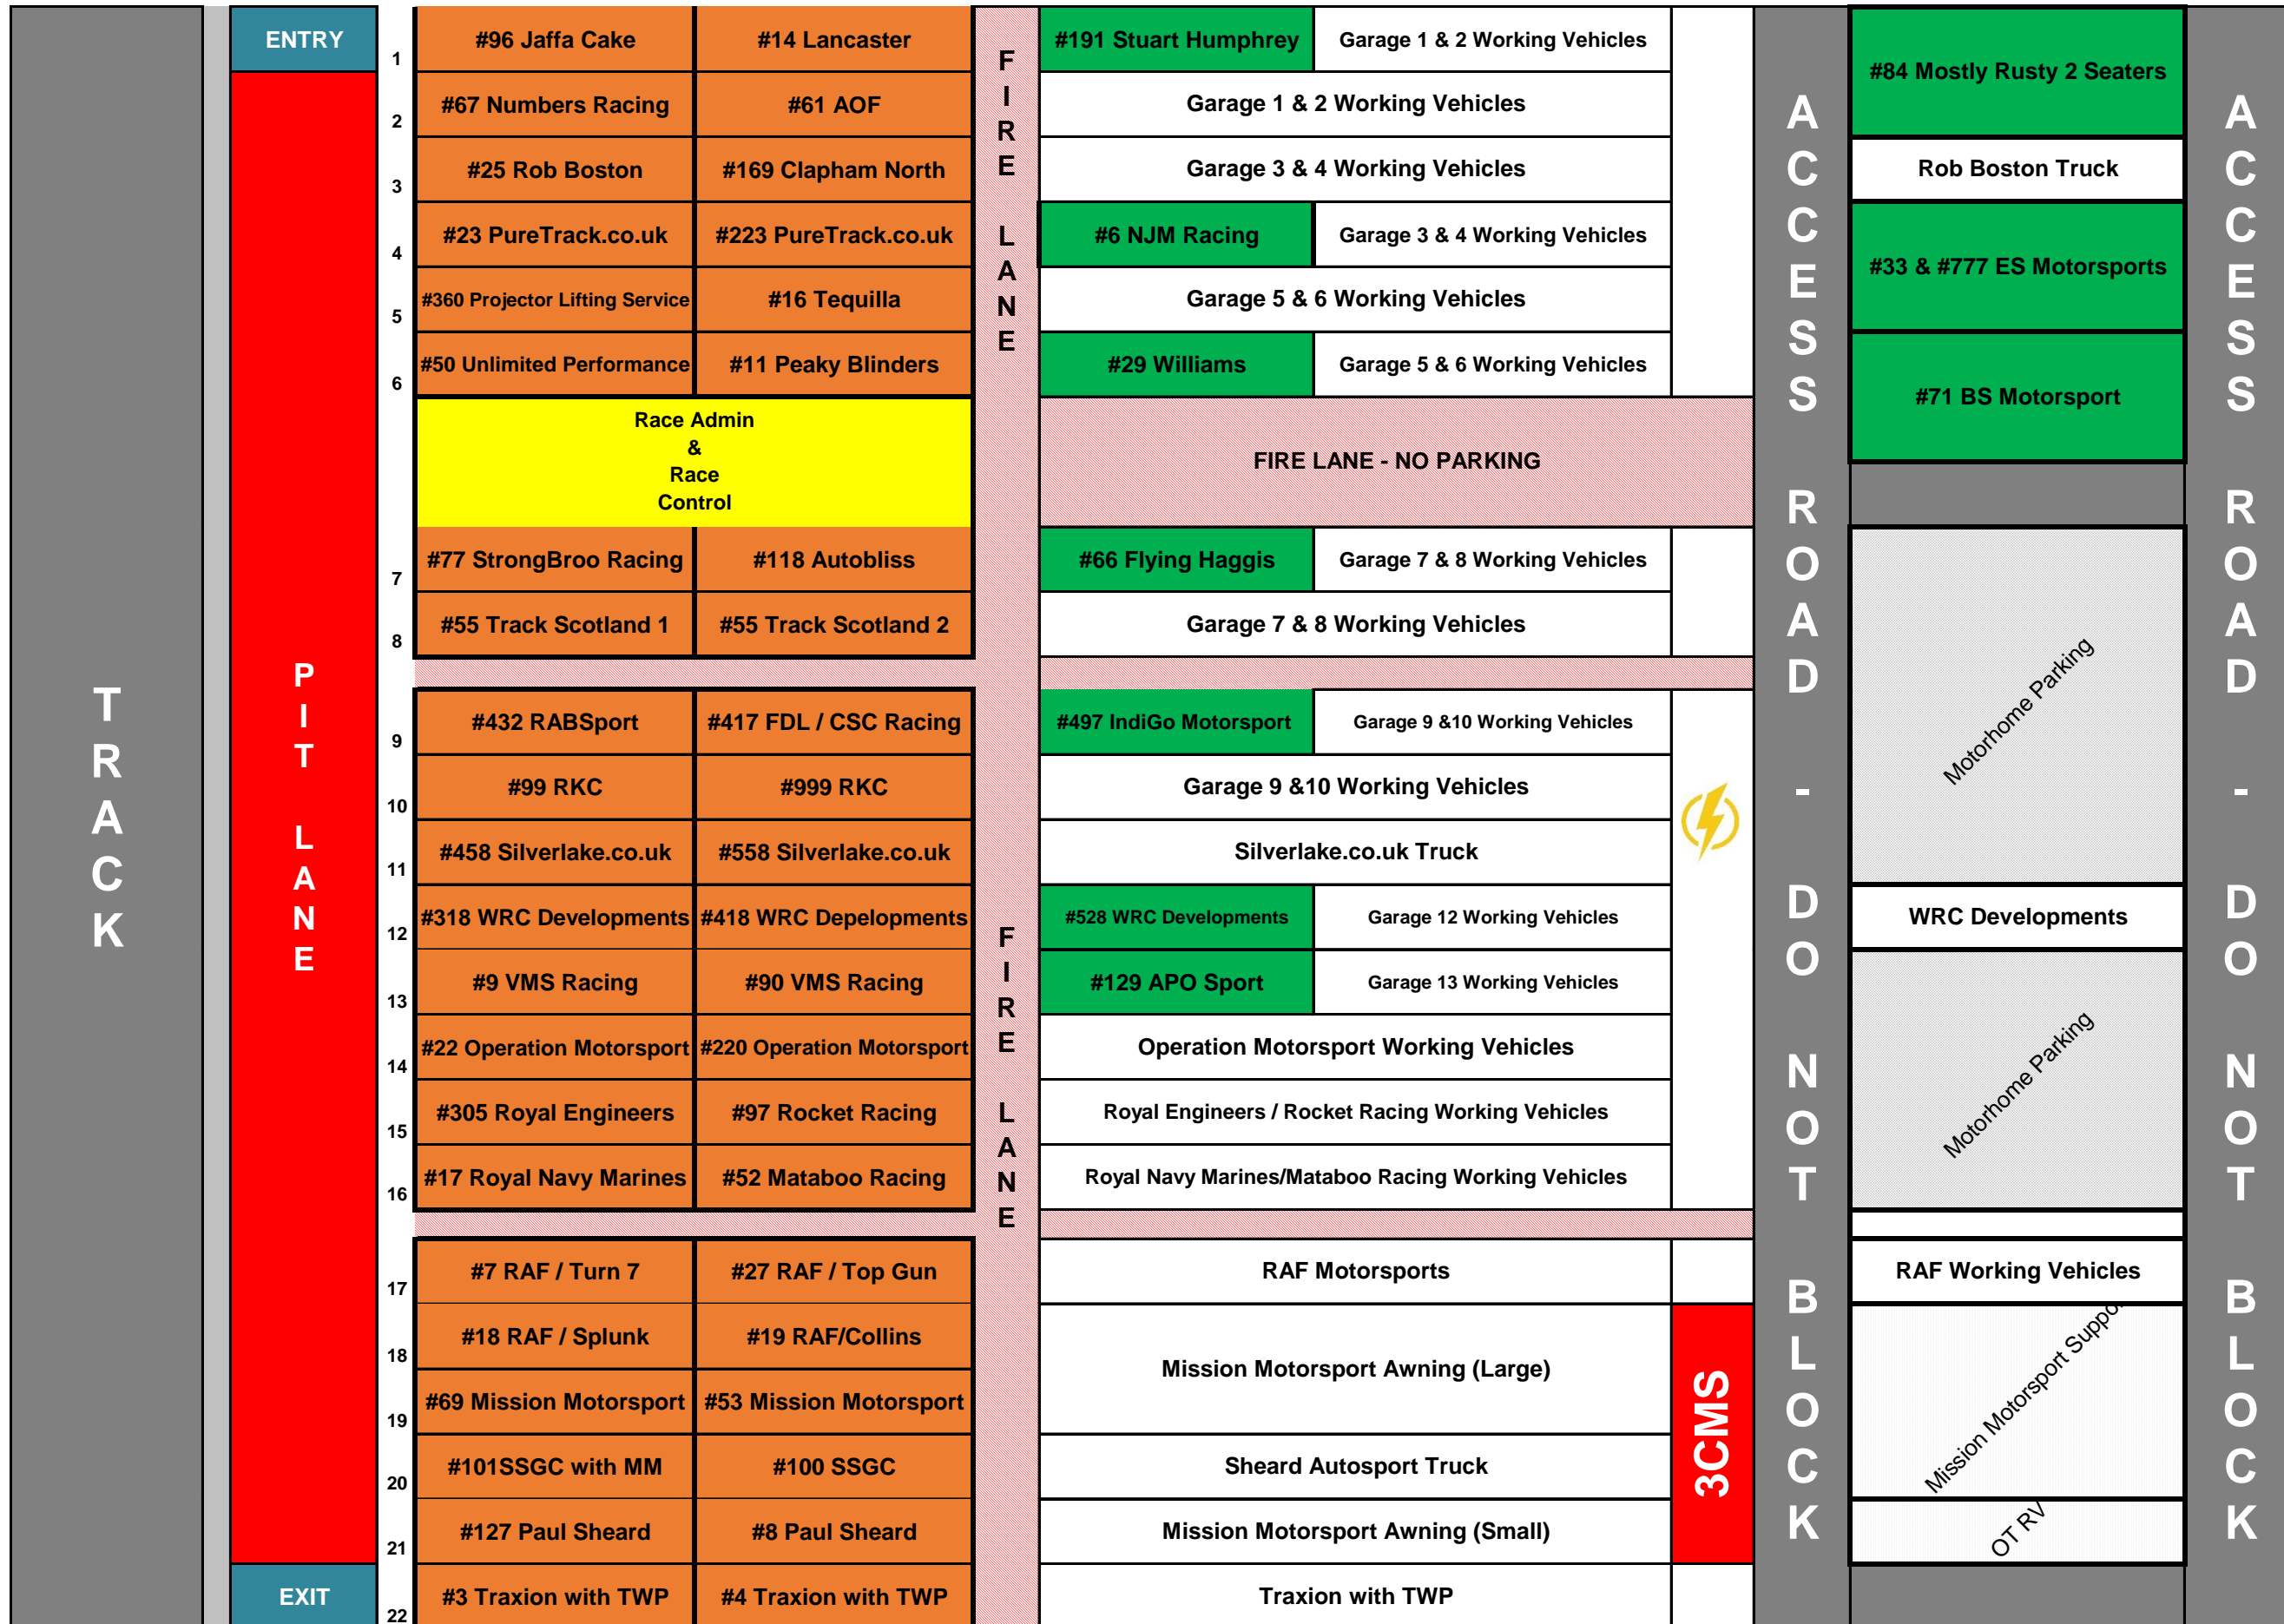 ENTRY
1
#96 Jaffa Cake
#14 Lancaster
#191 Stuart Humphrey
Garage 1 & 2 Working Vehicles
#84 Mostly Rusty 2 Seaters
2
#67 Numbers Racing
#61 AOF
Garage 1 & 2 Working Vehicles
3
#25 Rob Boston
#169 Clapham North
Garage 3 & 4 Working Vehicles
Rob Boston Truck
4
#23 PureTrack.co.uk
#223 PureTrack.co.uk
#6 NJM Racing
Garage 3 & 4 Working Vehicles
#33 & #777 ES Motorsports
5
#360 Projector Lifting Service
#16 Tequilla
Garage 5 & 6 Working Vehicles
6
#50 Unlimited Performance
#11 Peaky Blinders
#29 Williams
Garage 5 & 6 Working Vehicles
#71 BS Motorsport
Race Admin
&
Race
Control
FIRE LANE - NO PARKING
7
#77 StrongBroo Racing
#118 Autobliss
#66 Flying Haggis
Garage 7 & 8 Working Vehicles
8
#55 Track Scotland 1
#55 Track Scotland 2
Garage 7 & 8 Working Vehicles
Motorhome Parking
9
#432 RABSport
#417 FDL / CSC Racing
#497 IndiGo Motorsport
Garage 9 &10 Working Vehicles
10
#99 RKC
#999 RKC
Garage 9 &10 Working Vehicles
11
#458 Silverlake.co.uk
#558 Silverlake.co.uk
Silverlake.co.uk Truck
12
#318 WRC Developments
#418 WRC Depelopments
#528 WRC Developments
Garage 12 Working Vehicles
WRC Developments
13
#9 VMS Racing
#90 VMS Racing
#129 APO Sport
Garage 13 Working Vehicles
14
#22 Operation Motorsport
#220 Operation Motorsport
Operation Motorsport Working Vehicles
Motorhome Parking
15
#305 Royal Engineers
#97 Rocket Racing
Royal Engineers / Rocket Racing Working Vehicles
16
#17 Royal Navy Marines
#52 Mataboo Racing
Royal Navy Marines/Mataboo Racing Working Vehicles
17
#7 RAF / Turn 7
#27 RAF / Top Gun
RAF Motorsports
RAF Working Vehicles
18
#18 RAF / Splunk
#19 RAF/Collins
Mission Motorsport Awning (Large)
Mission Motorsport Suppor
19
#69 Mission Motorsport
#53 Mission Motorsport
3CMS
20
#101SSGC with MM
#100 SSGC
Sheard Autosport Truck
21
#127 Paul Sheard
#8 Paul Sheard
Mission Motorsport Awning (Small)
OT RV
EXIT
22
#3 Traxion with TWP
#4 Traxion with TWP
Traxion with TWP
TRACK
PIT LANE
FIRE LANE
FIRE LANE
ACCESS ROAD - DO NOT BLOCK
ACCESS ROAD - DO NOT BLOCK